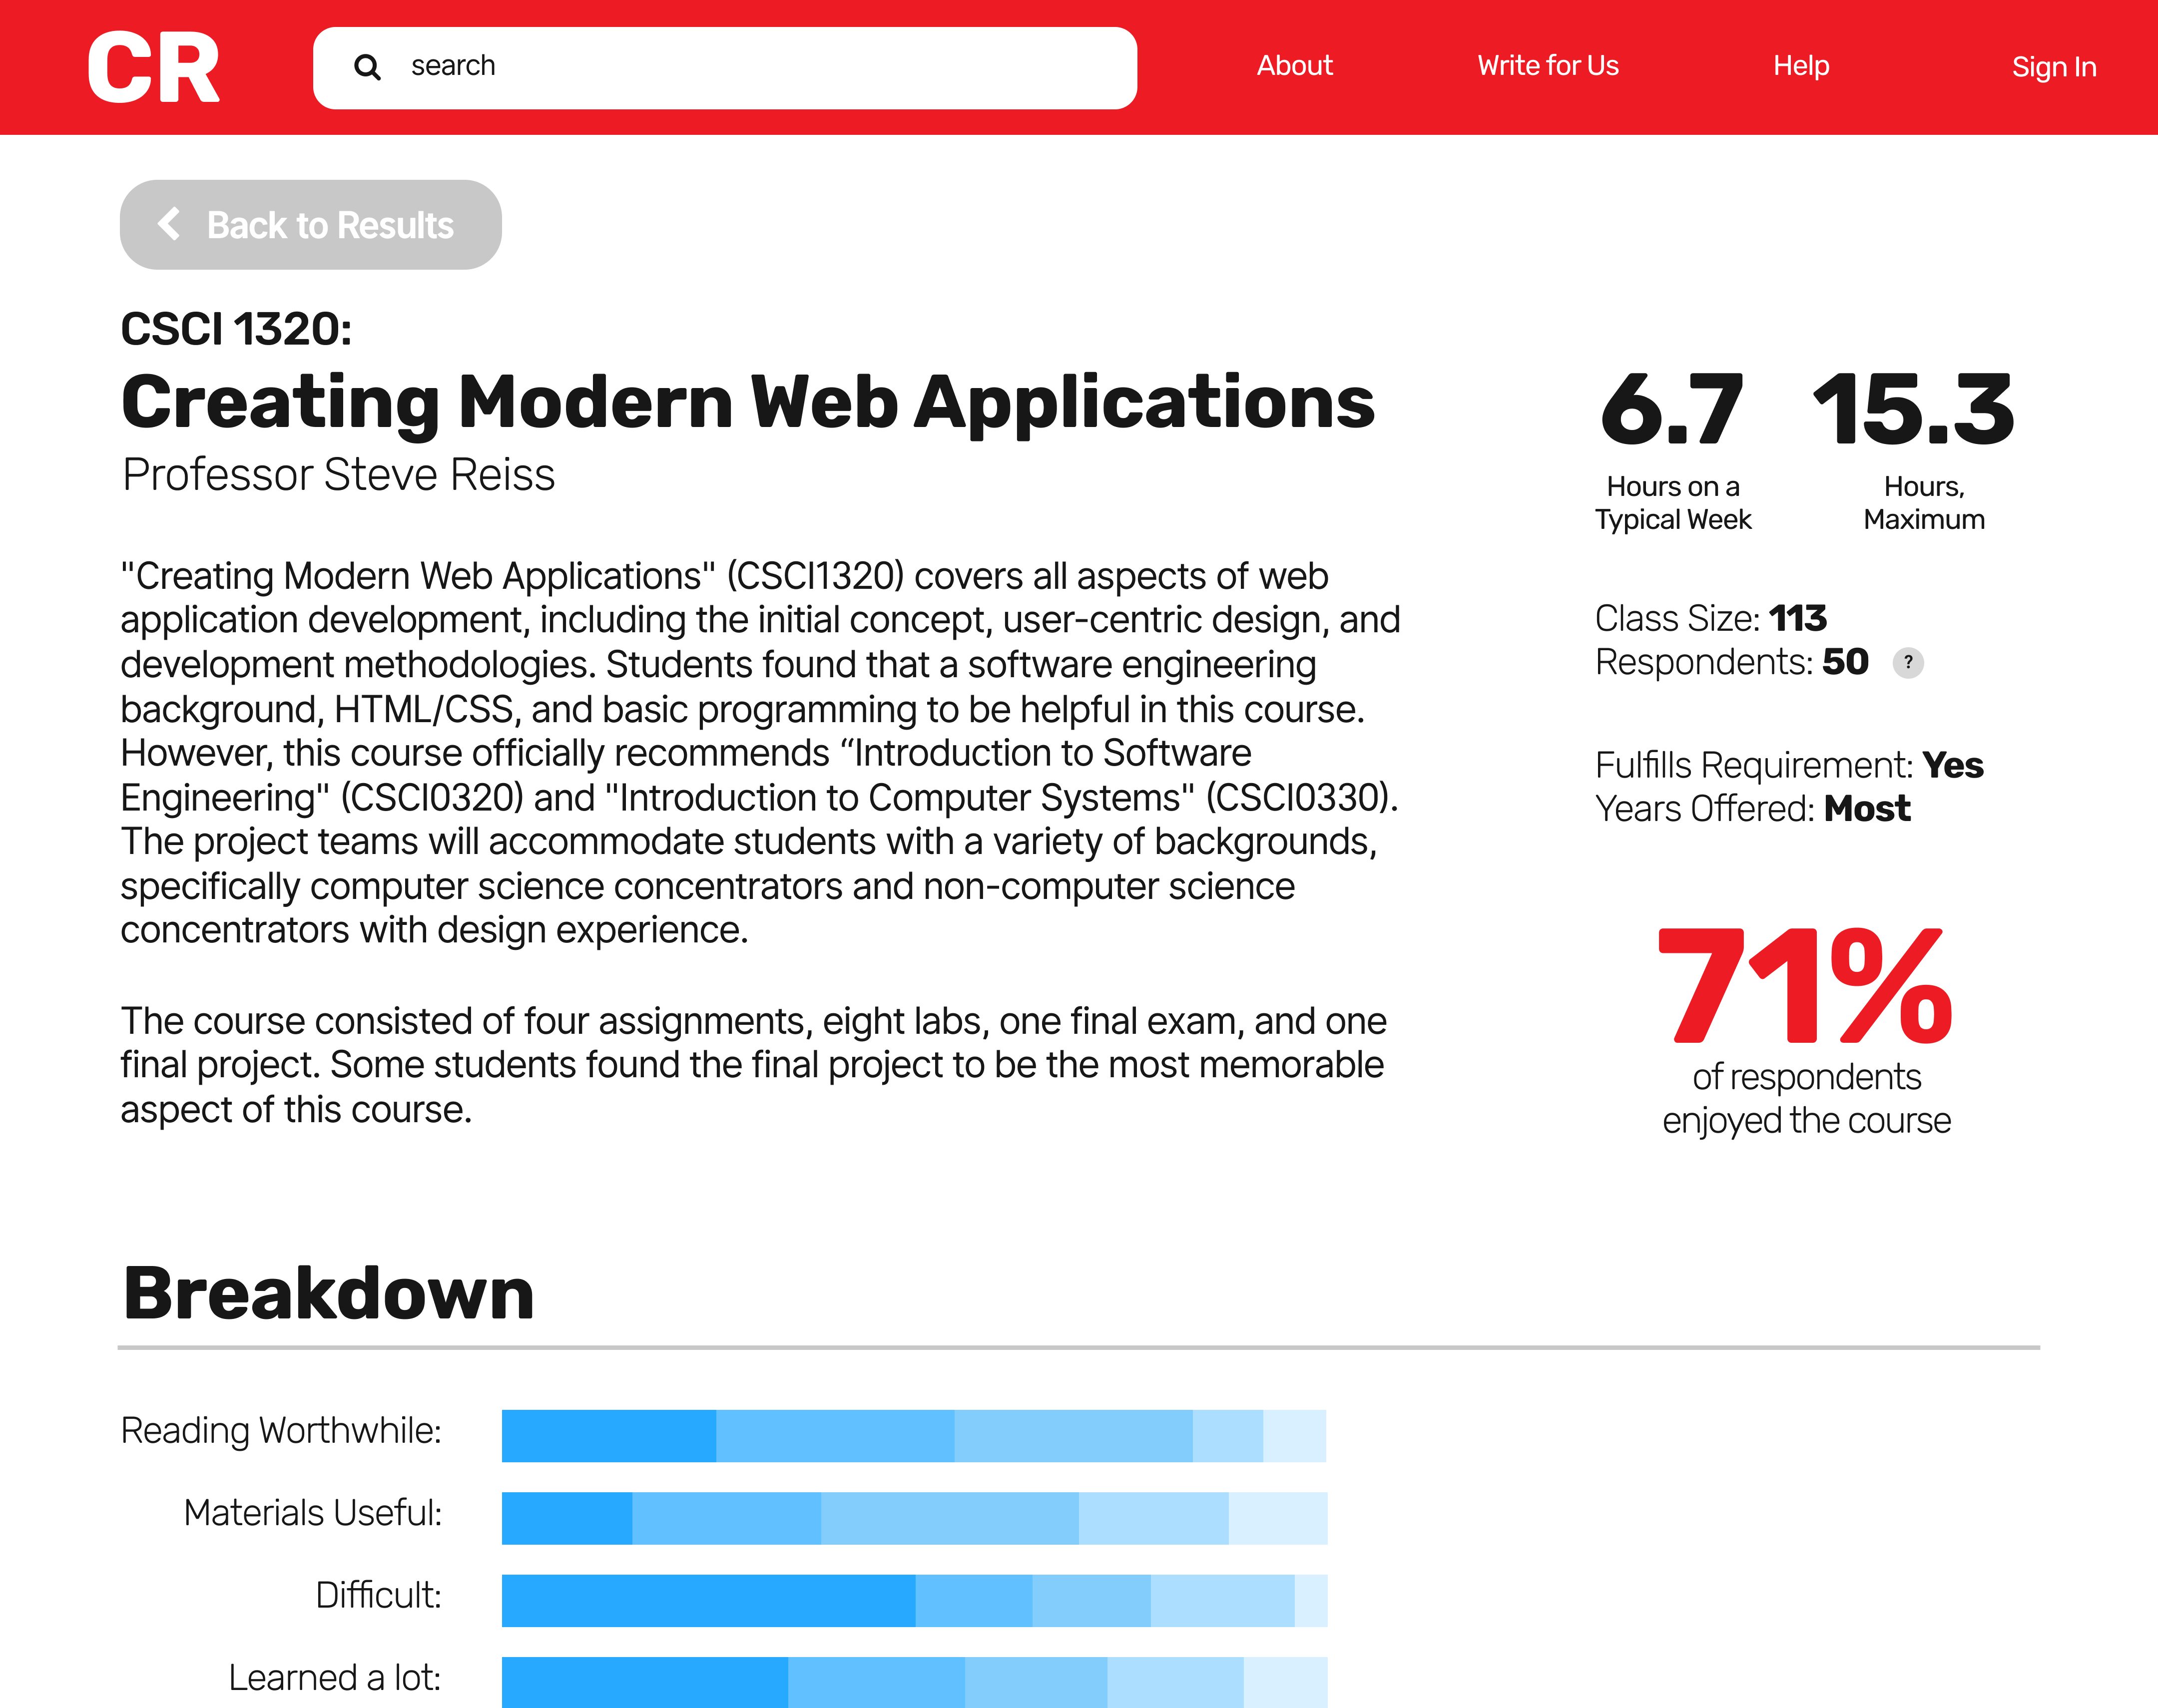 CR
search
About
Write for Us
Help
Sign In
Back to Results
CSCI 1320:
Creating Modern Web Applications
Professor Steve Reiss
"Creating Modern Web Applications" (CSCI1320) covers all aspects of web
application development, including the initial concept, user-centric design, and
development methodologies. Students found that a software engineering
background, HTML/CSS, and basic programming to be helpful in this course.
However, this course officially recommends “Introduction to Software
Engineering" (CSCI0320) and "Introduction to Computer Systems" (CSCI0330).
The project teams will accommodate students with a variety of backgrounds,
specifically computer science concentrators and non-computer science
concentrators with design experience.
The course consisted of four assignments, eight labs, one final exam, and one
final project. Some students found the final project to be the most memorable
aspect of this course.
6.7
Hours on a
Typical Week
15.3
Hours,
Maximum
Class Size: 113
Respondents: 50 ?
Fulfills Requirement: Yes
Years Offered: Most
71%
of respondents
enjoyed the course
Breakdown
Reading Worthwhile:
Materials Useful:
Difficult:
Learned a lot: